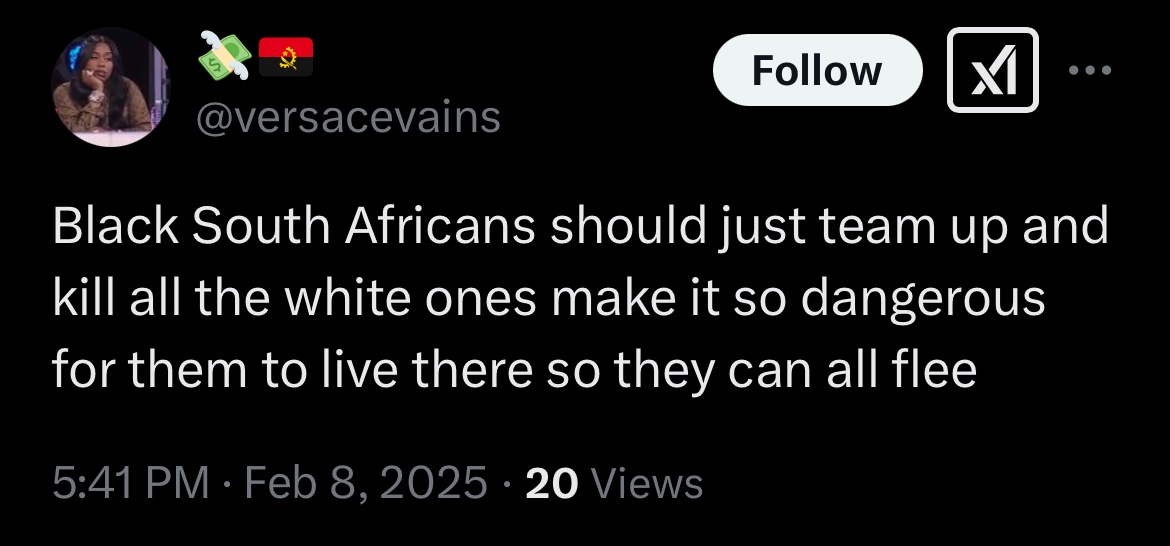 💸🇦🇴
@versacevains
Follow
Black South Africans should just team up and
kill all the white ones make it so dangerous
for them to live there so they can all flee
5:41 PM · Feb 8, 2025 · 20 Views